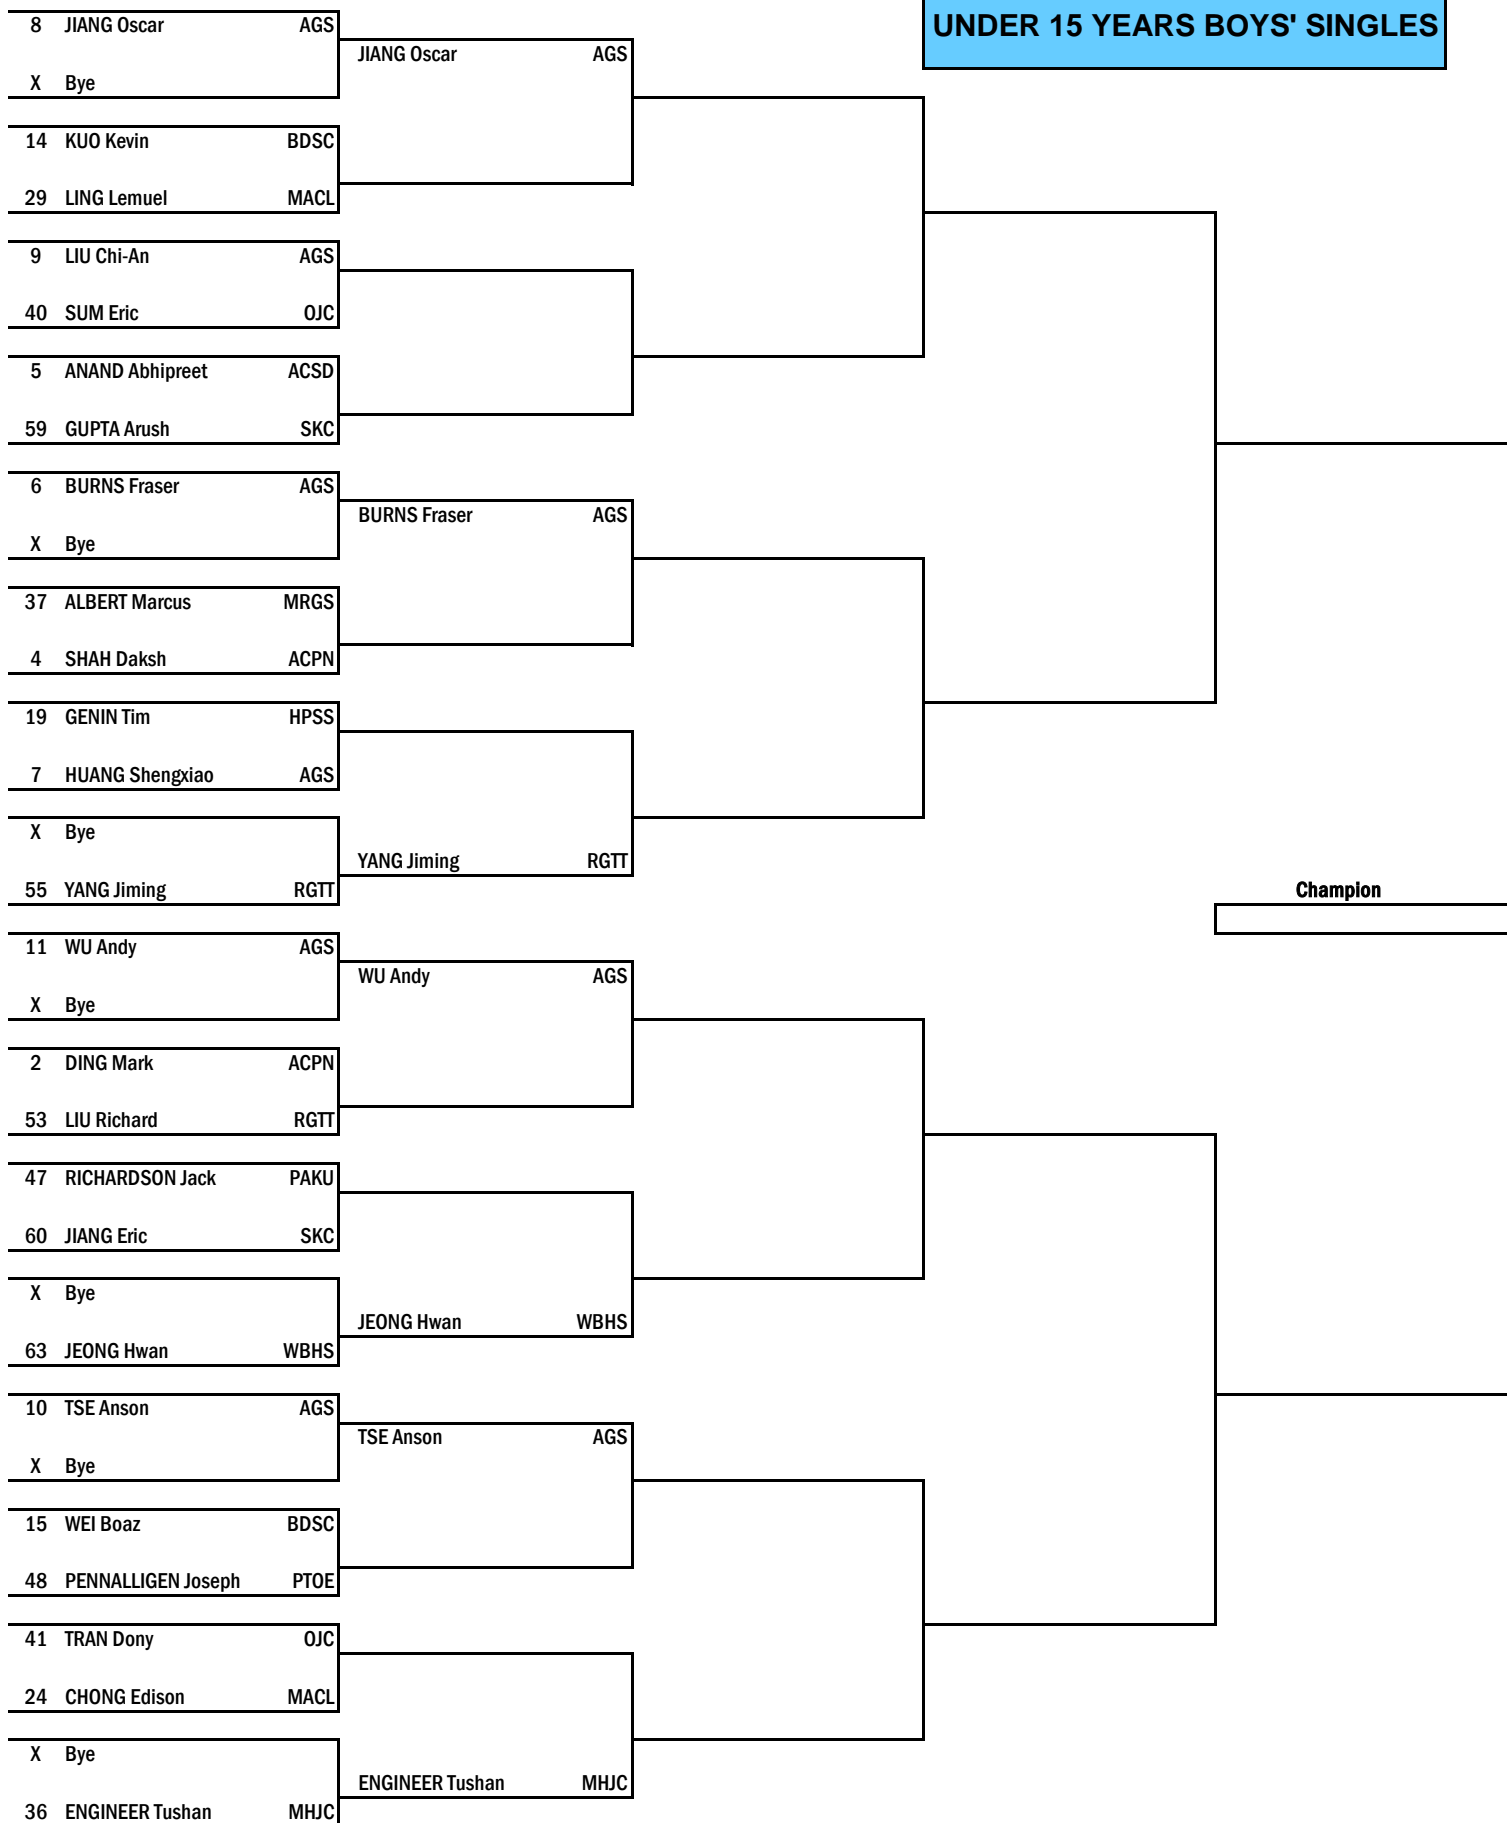 UNDER 15 YEARS BOYS' SINGLES
8 JIANG Oscar AGS
JIANG Oscar AGS
X Bye
14 KUO Kevin BDSC
29 LING Lemuel MACL
9 LIU Chi-An AGS
40 SUM Eric OJC
5 ANAND Abhipreet ACSD
59 GUPTA Arush SKC
6 BURNS Fraser AGS
BURNS Fraser AGS
X Bye
37 ALBERT Marcus MRGS
4 SHAH Daksh ACPN
19 GENIN Tim HPSS
7 HUANG Shengxiao AGS
X Bye
YANG Jiming RGTT
55 YANG Jiming RGTT
Champion
11 WU Andy AGS
WU Andy AGS
X Bye
2 DING Mark ACPN
53 LIU Richard RGTT
47 RICHARDSON Jack PAKU
60 JIANG Eric SKC
X Bye
JEONG Hwan WBHS
63 JEONG Hwan WBHS
10 TSE Anson AGS
TSE Anson AGS
X Bye
15 WEI Boaz BDSC
48 PENNALLIGEN Joseph PTOE
41 TRAN Dony OJC
24 CHONG Edison MACL
X Bye
ENGINEER Tushan MHJC
36 ENGINEER Tushan MHJC